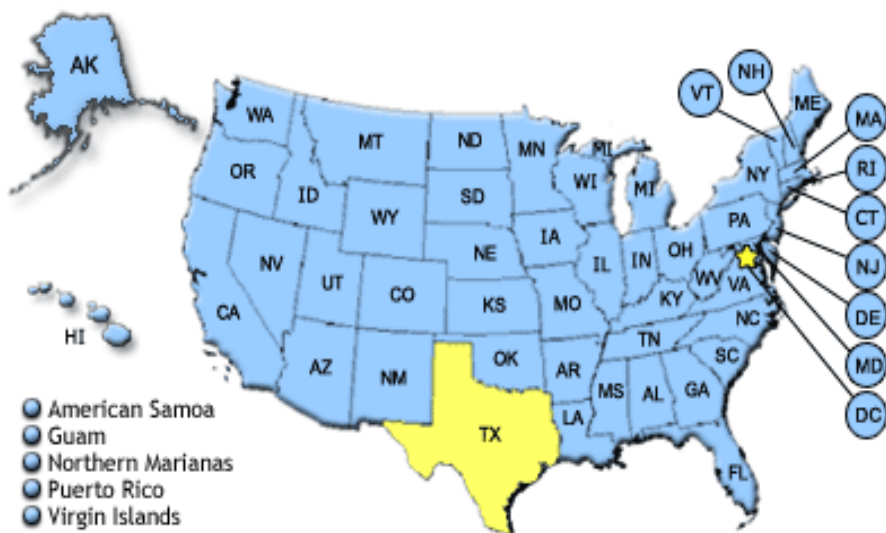 AK
WA
MT
ND
MN
MI
VT
NH
ME
MA
OR
ID
SD
WI
MI
NY
RI
WY
IA
PA
CT
NV
UT
NE
IL
IN
OH
NJ
CA
CO
KS
MO
KY
WV
VA
DE
HI
AZ
NM
OK
AR
TN
NC
SC
MD
TX
LA
MS
AL
GA
DC
FL
American Samoa
Guam
Northern Marianas
Puerto Rico
Virgin Islands